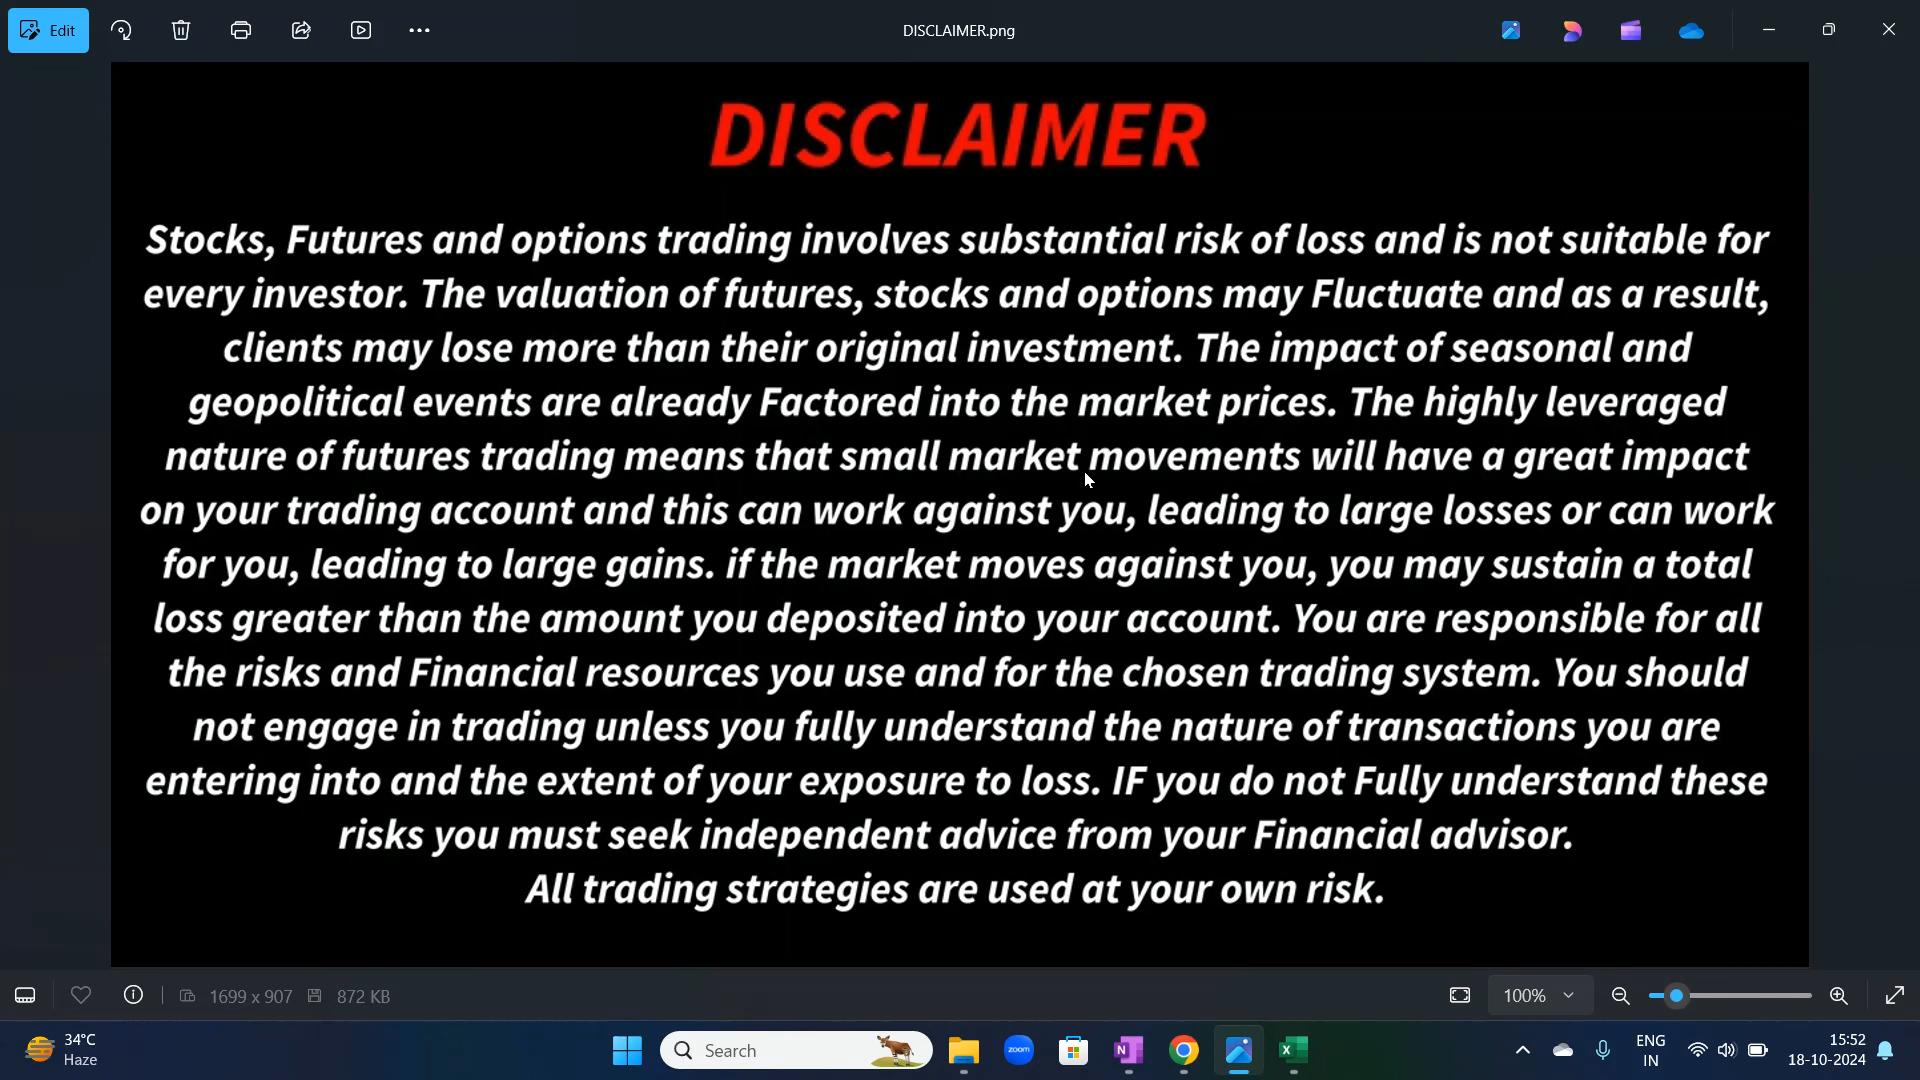 Edit
DISCLAIMER.png
DISCLAIMER
Stocks, Futures and options trading involves substantial risk of loss and is not suitable for
every investor. The valuation of futures, stocks and options may Fluctuate and as a result,
clients may lose more than their original investment. The impact of seasonal and
geopolitical events are already Factored into the market prices. The highly leveraged
nature of futures trading means that small market movements will have a great impact
on your trading account and this can work against you, leading to large losses or can work
for you, leading to large gains. if the market moves against you, you may sustain a total
loss greater than the amount you deposited into your account. You are responsible for all
the risks and Financial resources you use and for the chosen trading system. You should
not engage in trading unless you fully understand the nature of transactions you are
entering into and the extent of your exposure to loss. IF you do not Fully understand these
risks you must seek independent advice from your Financial advisor.
All trading strategies are used at your own risk.
1699 x 907 872 KB 100%
34°C
Haze
Search
zoom
N
X
ENG
IN
15:52
18-10-2024